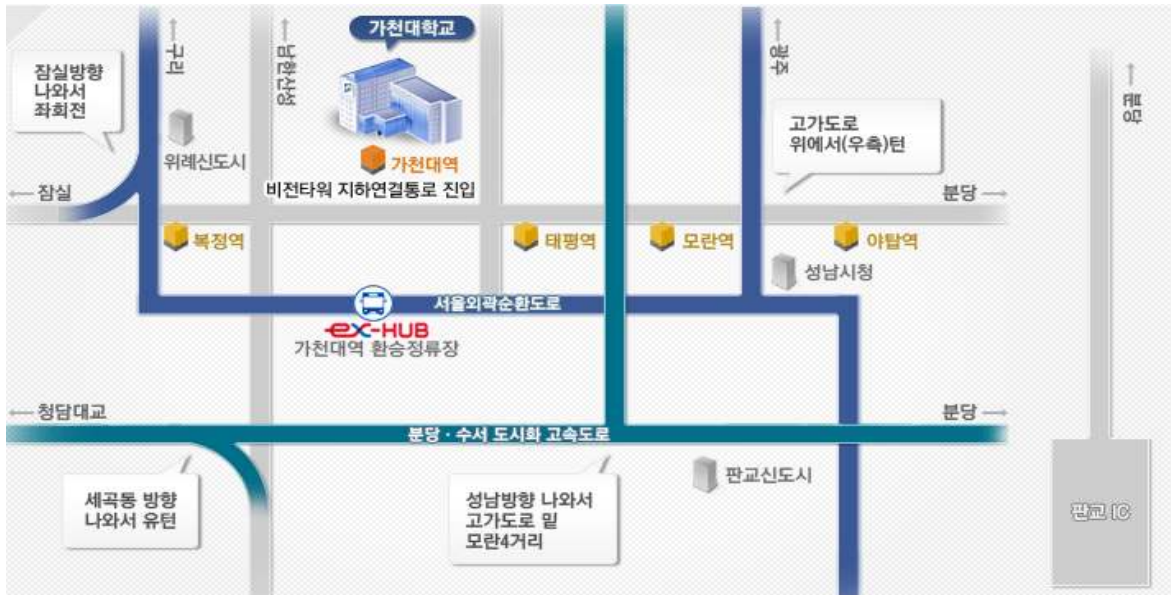 가천대학교
← 구리
← 남한산성
← 광주
← 분당
잠실방향
나와서
좌회전
위례신도시
가천대역
비전타워 지하연결통로 진입
고가도로
위에서(우측)턴
← 잠실
분당 →
복정역
태평역
모란역
야탑역
성남시청
서울외곽순환도로
ex-HUB
가천대역 환승정류장
← 청담대교
분당 →
분당 · 수서 도시화 고속도로
세곡동 방향
나와서 유턴
성남방향 나와서
고가도로 밑
모란4거리
판교신도시
판교 IC